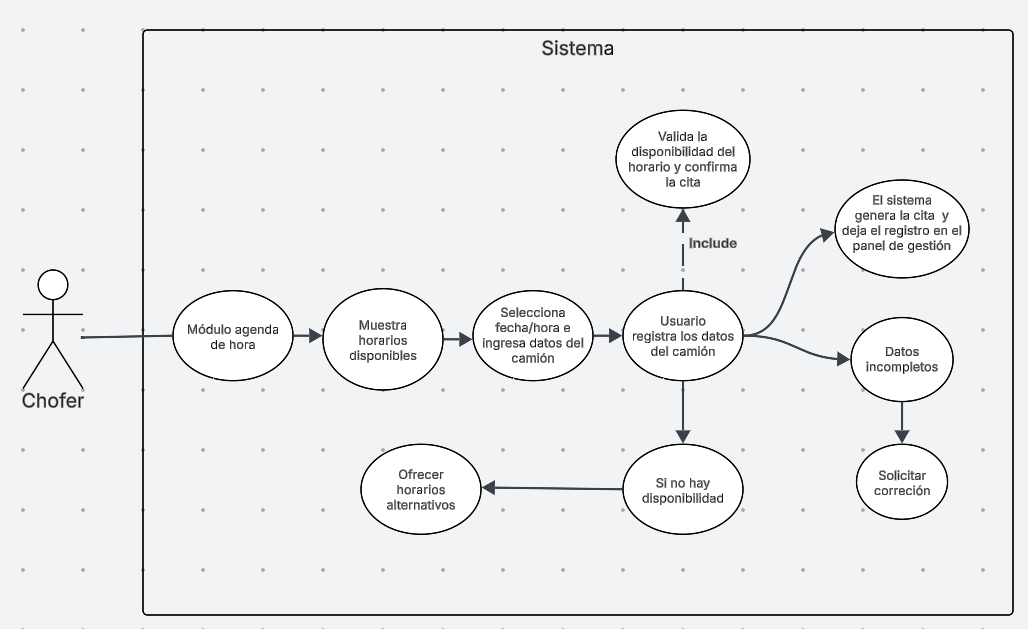 Sistema
Valida la
disponibilidad del
horario y confirma
la cita
El sistema
genera la cita y
deja el registro en el
panel de gestión
Include
Módulo agenda
de hora
Muestra
horarios
disponibles
Selecciona
fecha/hora e
ingresa datos del
camión
Usuario
registra los datos
del camión
Datos
incompletos
Chofer
Ofrecer
horarios
alternativos
Si no hay
disponibilidad
Solicitar
correción